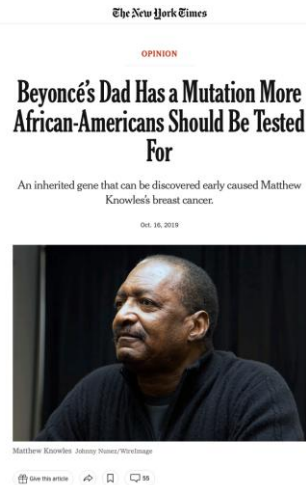 The New York Times
OPINION
Beyoncé's Dad Has a Mutation More
African-Americans Should Be Tested
For
An inherited gene that can be discovered early caused Matthew
Knowles's breast cancer.
Oct. 16, 2019
Matthew Knowles Johnny Nunez/WireImage
Give this article
55